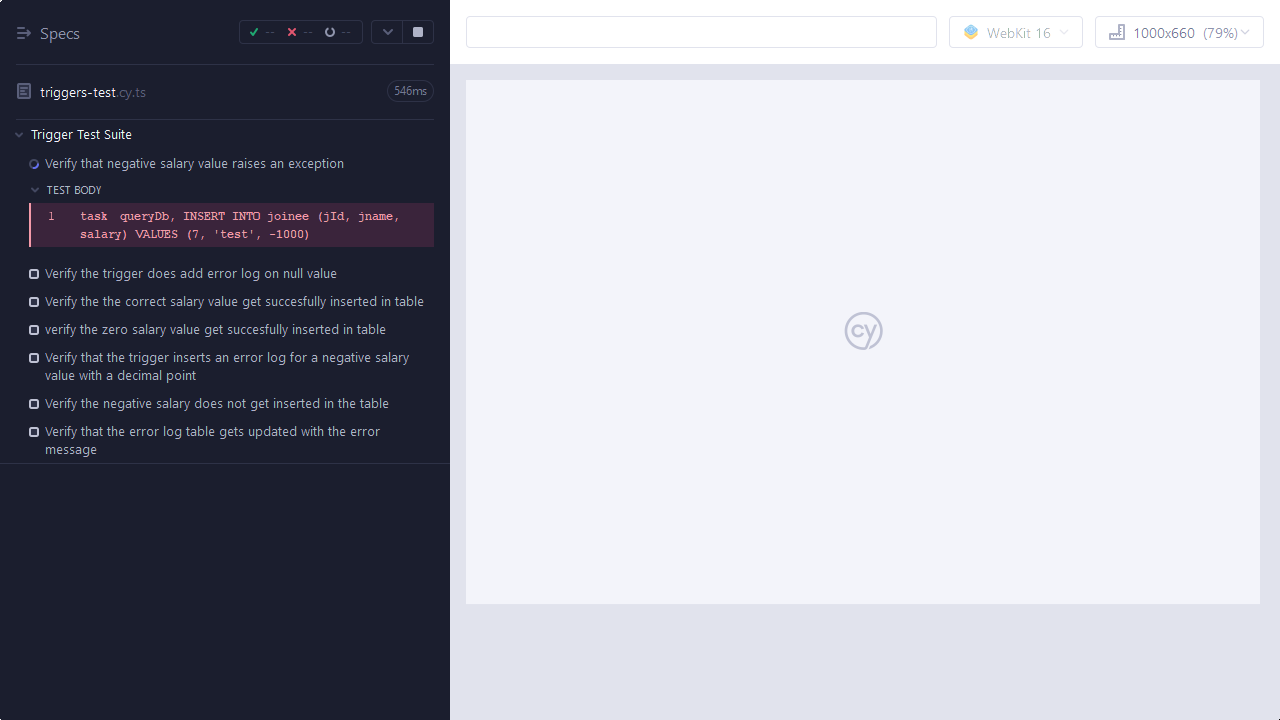 Specs
--
--
--
WebKit 16
1000x660 (79%)
triggers-test.cy.ts
546ms
Trigger Test Suite
Verify that negative salary value raises an exception
TEST BODY
1 task queryDb, INSERT INTO joinee (jId, jname,
salary) VALUES (7, 'test', -1000)
Verify the trigger does add error log on null value
Verify the the correct salary value get succesfully inserted in table
verify the zero salary value get succesfully inserted in table
Verify that the trigger inserts an error log for a negative salary
value with a decimal point
Verify the negative salary does not get inserted in the table
Verify that the error log table gets updated with the error
message
cy